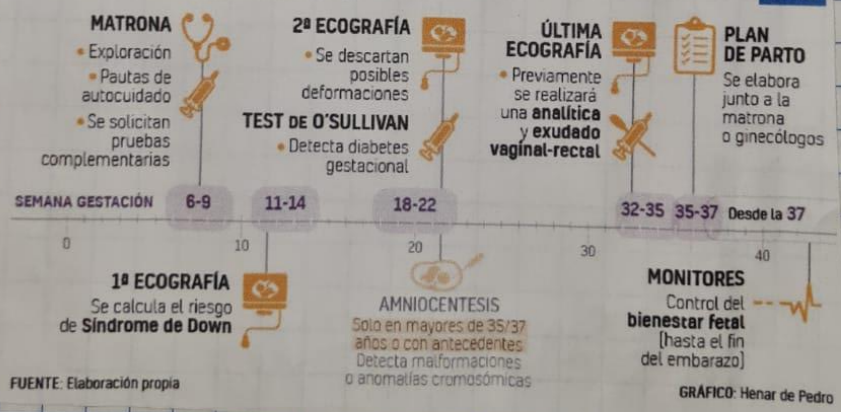 MATRONA
• Exploración
• Pautas de
autocuidado
• Se solicitan
pruebas
complementarias
2ª ECOGRAFÍA
• Se descartan
posibles
deformaciones
TEST DE O'SULLIVAN
• Detecta diabetes
gestacional
ÚLTIMA
ECOGRAFÍA
• Previamente
se realizará
una analítica
y exudado
vaginal-rectal
PLAN
DE PARTO
Se elabora
junto a la
matrona
o ginecólogos
SEMANA GESTACIÓN 6-9 11-14 18-22 32-35 35-37 Desde la 37
0 10 20 30 40
1ª ECOGRAFÍA
Se calcula el riesgo
de Síndrome de Down
AMNIOCENTESIS
Solo en mayores de 35/37
años o con antecedentes
Detecta malformaciones
o anomalías cromosómicas
MONITORES
Control del
bienestar fetal
(hasta el fin
del embarazo)
FUENTE: Elaboración propia
GRÁFICO: Henar de Pedro